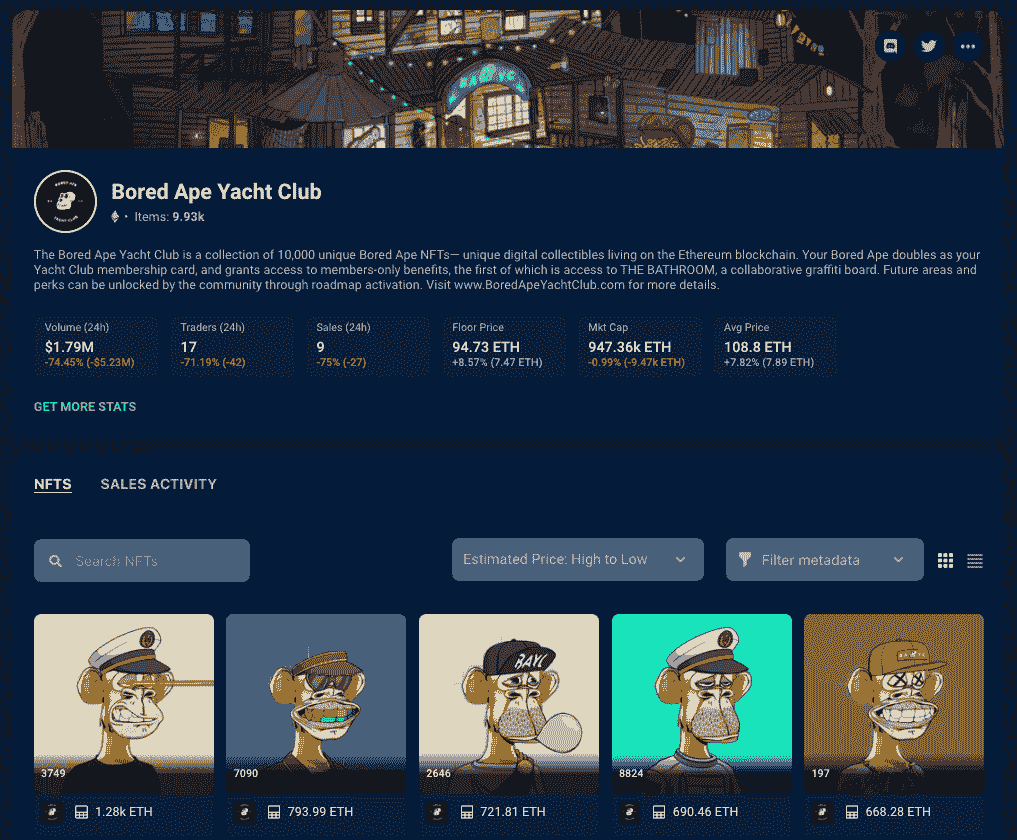 BAYC
Bored Ape Yacht Club
• Items: 9.93k
BORED APE
YACHT CLUB
The Bored Ape Yacht Club is a collection of 10,000 unique Bored Ape NFTs— unique digital collectibles living on the Ethereum blockchain. Your Bored Ape doubles as your
Yacht Club membership card, and grants access to members-only benefits, the first of which is access to THE BATHROOM, a collaborative graffiti board. Future areas and
perks can be unlocked by the community through roadmap activation. Visit www.BoredApeYachtClub.com for more details.
Volume (24h) Traders (24h) Sales (24h) Floor Price Mkt Cap Avg Price
$1.79M 17 9 94.73 ETH 947.36k ETH 108.8 ETH
-74.45% (-$5.23M) -71.19% (-42) -75% (-27) +8.57% (7.47 ETH) -0.99% (-9.47k ETH) +7.82% (7.89 ETH)
GET MORE STATS
NFTS SALES ACTIVITY
Search NFTs Estimated Price: High to Low Filter metadata
BAYC BAYC
3749 7090 2646 8824 197
1.28k ETH 793.99 ETH 721.81 ETH 690.46 ETH 668.28 ETH